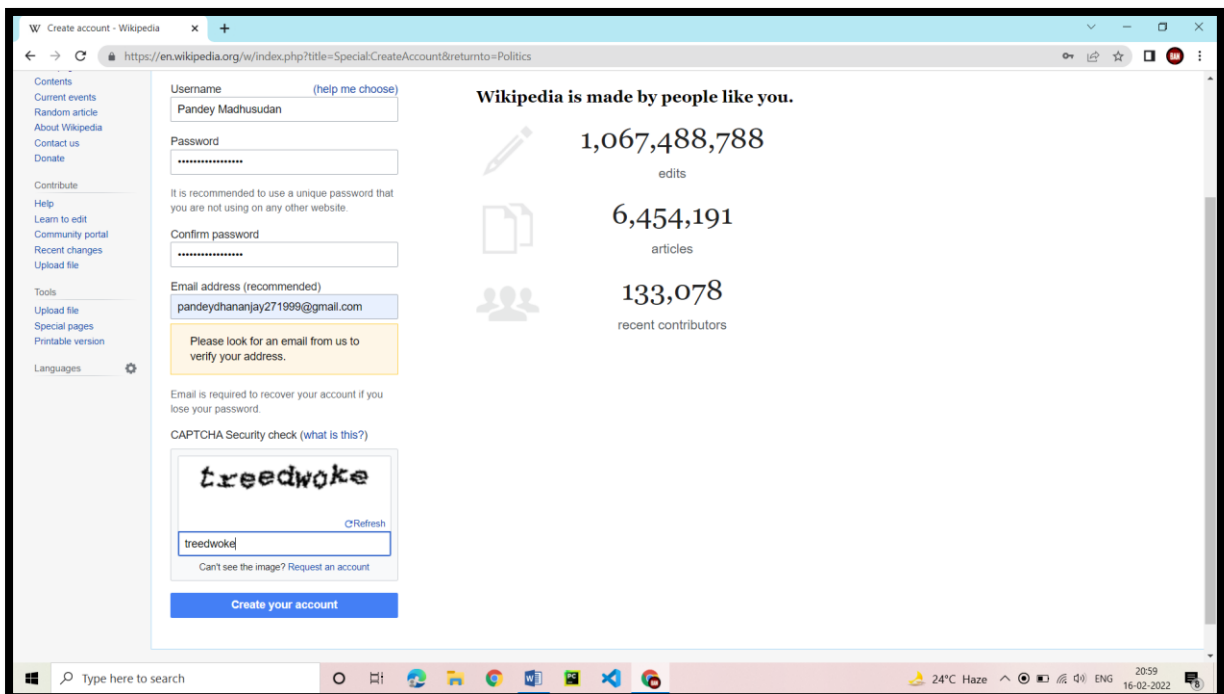 W Create account - Wikipedia
https://en.wikipedia.org/w/index.php?title=Special:CreateAccount&returnto=Politics
BAN
Contents
Current events
Random article
About Wikipedia
Contact us
Donate
Contribute
Help
Learn to edit
Community portal
Recent changes
Upload file
Tools
Upload file
Special pages
Printable version
Languages
Username (help me choose)
Pandey Madhusudan
Password
•••••••••••••••••
It is recommended to use a unique password that
you are not using on any other website.
Confirm password
•••••••••••••••••
Email address (recommended)
pandeydhananjay271999@gmail.com
Please look for an email from us to
verify your address.
Email is required to recover your account if you
lose your password.
CAPTCHA Security check (what is this?)
treedwoke
Refresh
treedwoke
Can't see the image? Request an account
Create your account
Wikipedia is made by people like you.
1,067,488,788
edits
6,454,191
articles
133,078
recent contributors
Type here to search
24°C Haze
ENG
20:59
16-02-2022
8